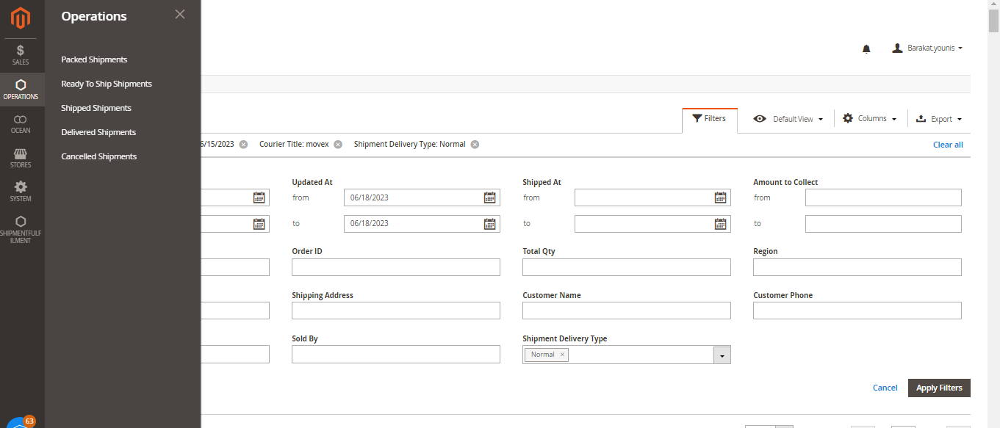 Operations
SALES
OPERATIONS
OCEAN
STORES
SYSTEM
SHIPMENTFULF
ILMENT
63
Packed Shipments
Ready To Ship Shipments
Shipped Shipments
Delivered Shipments
Cancelled Shipments
Barakat.younis
Filters
Default View
Columns
Export
6/15/2023
Courier Title: movex
Shipment Delivery Type: Normal
Clear all
Updated At
from
06/18/2023
to
06/18/2023
Shipped At
from
to
Amount to Collect
from
to
Order ID
Total Qty
Region
Shipping Address
Customer Name
Customer Phone
Sold By
Shipment Delivery Type
Normal
Cancel
Apply Filters